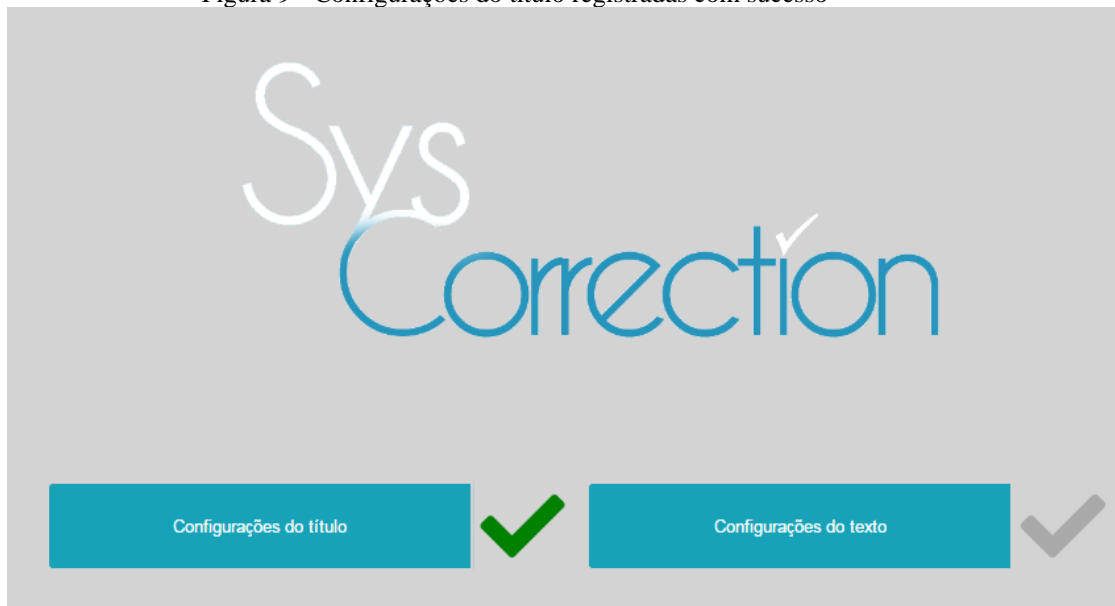 Figura 9 - Configurações do título registradas com sucesso
Sys
Correction
Configurações do título
Configurações do texto